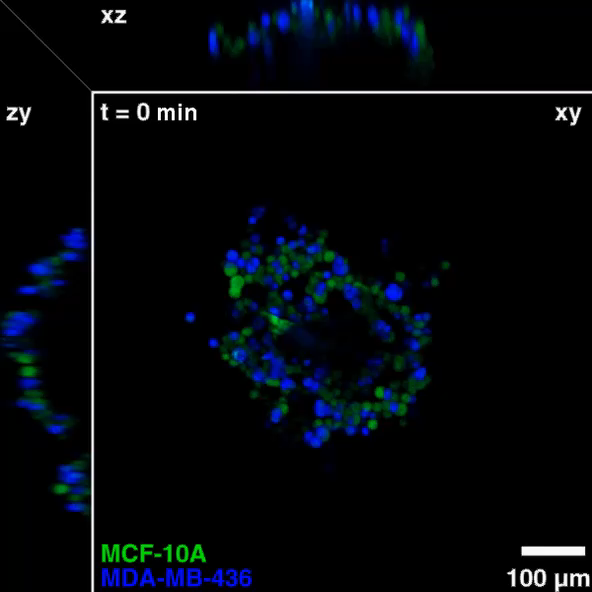 xz
zy
t = 0 min
xy
MCF-10A
MDA-MB-436
100 μm